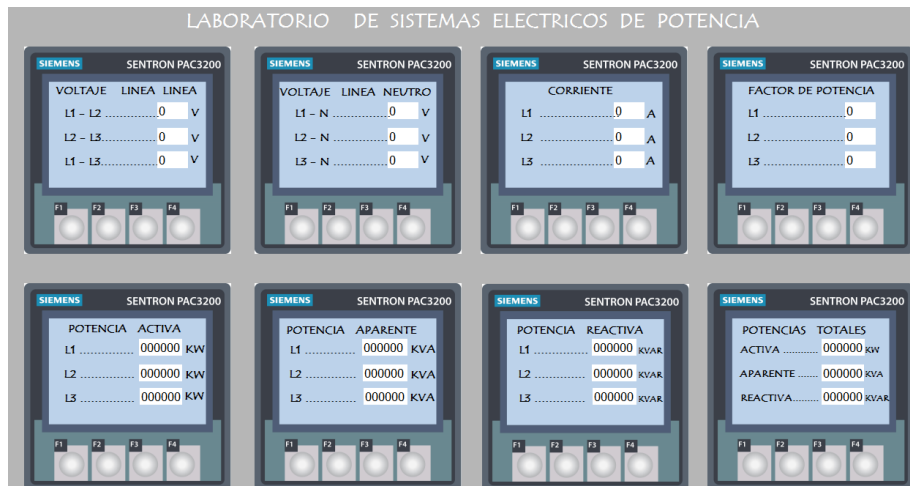 LABORATORIO DE SISTEMAS ELECTRICOS DE POTENCIA
SIEMENS SENTRON PAC3200
VOLTAJE LINEA LINEA
L1 - L2 .............. 0 V
L2 - L3.............. 0 V
L1 - L3.............. 0 V
F1 F2 F3 F4
SIEMENS SENTRON PAC3200
VOLTAJE LINEA NEUTRO
L1 - N .............. 0 V
L2 - N .............. 0 V
L3 - N .............. 0 V
F1 F2 F3 F4
SIEMENS SENTRON PAC3200
CORRIENTE
L1 .................... 0 A
L2 .................... 0 A
L3 .................... 0 A
F1 F2 F3 F4
SIEMENS SENTRON PAC3200
FACTOR DE POTENCIA
L1 .................... 0
L2 .................... 0
L3 .................... 0
F1 F2 F3 F4
SIEMENS SENTRON PAC3200
POTENCIA ACTIVA
L1 .............. 000000 KW
L2 .............. 000000 KW
L3 .............. 000000 KW
F1 F2 F3 F4
SIEMENS SENTRON PAC3200
POTENCIA APARENTE
L1 .............. 000000 KVA
L2 .............. 000000 KVA
L3 .............. 000000 KVA
F1 F2 F3 F4
SIEMENS SENTRON PAC3200
POTENCIA REACTIVA
L1 .............. 000000 KVAR
L2 .............. 000000 KVAR
L3 .............. 000000 KVAR
F1 F2 F3 F4
SIEMENS SENTRON PAC3200
POTENCIAS TOTALES
ACTIVA .......... 000000 KW
APARENTE ...... 000000 KVA
REACTIVA........ 000000 KVAR
F1 F2 F3 F4